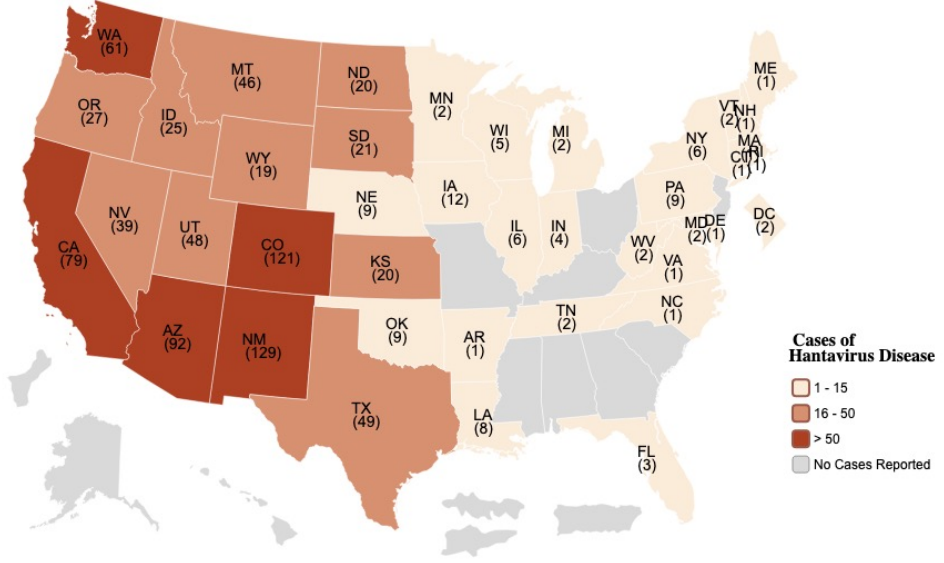 WA
(61)
MT
(46)
ND
(20)
OR
(27)
ID
(25)
WY
(19)
SD
(21)
MN
(2)
WI
(5)
MI
(2)
ME
(1)
VT
(2)
NH
(1)
NY
(6)
MA
RI
(1)
CT
(1)
NE
(9)
IA
(12)
PA
(9)
NV
(39)
UT
(48)
CO
(121)
KS
(20)
IL
(6)
IN
(4)
WV
(2)
MD
(2)
DE
(1)
DC
(2)
CA
(79)
VA
(1)
AZ
(92)
NM
(129)
OK
(9)
AR
(1)
TN
(2)
NC
(1)
TX
(49)
LA
(8)
FL
(3)
Cases of
Hantavirus Disease
1 - 15
16 - 50
> 50
No Cases Reported